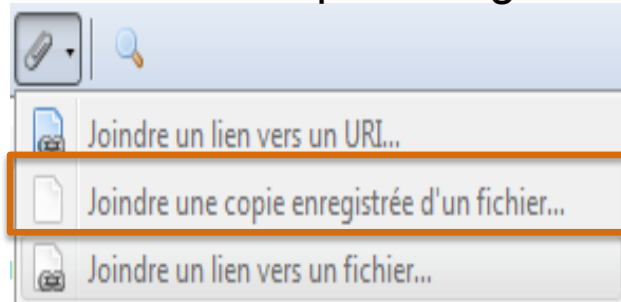 Joindre un lien vers un URI...
Joindre une copie enregistrée d'un fichier...
Joindre un lien vers un fichier...